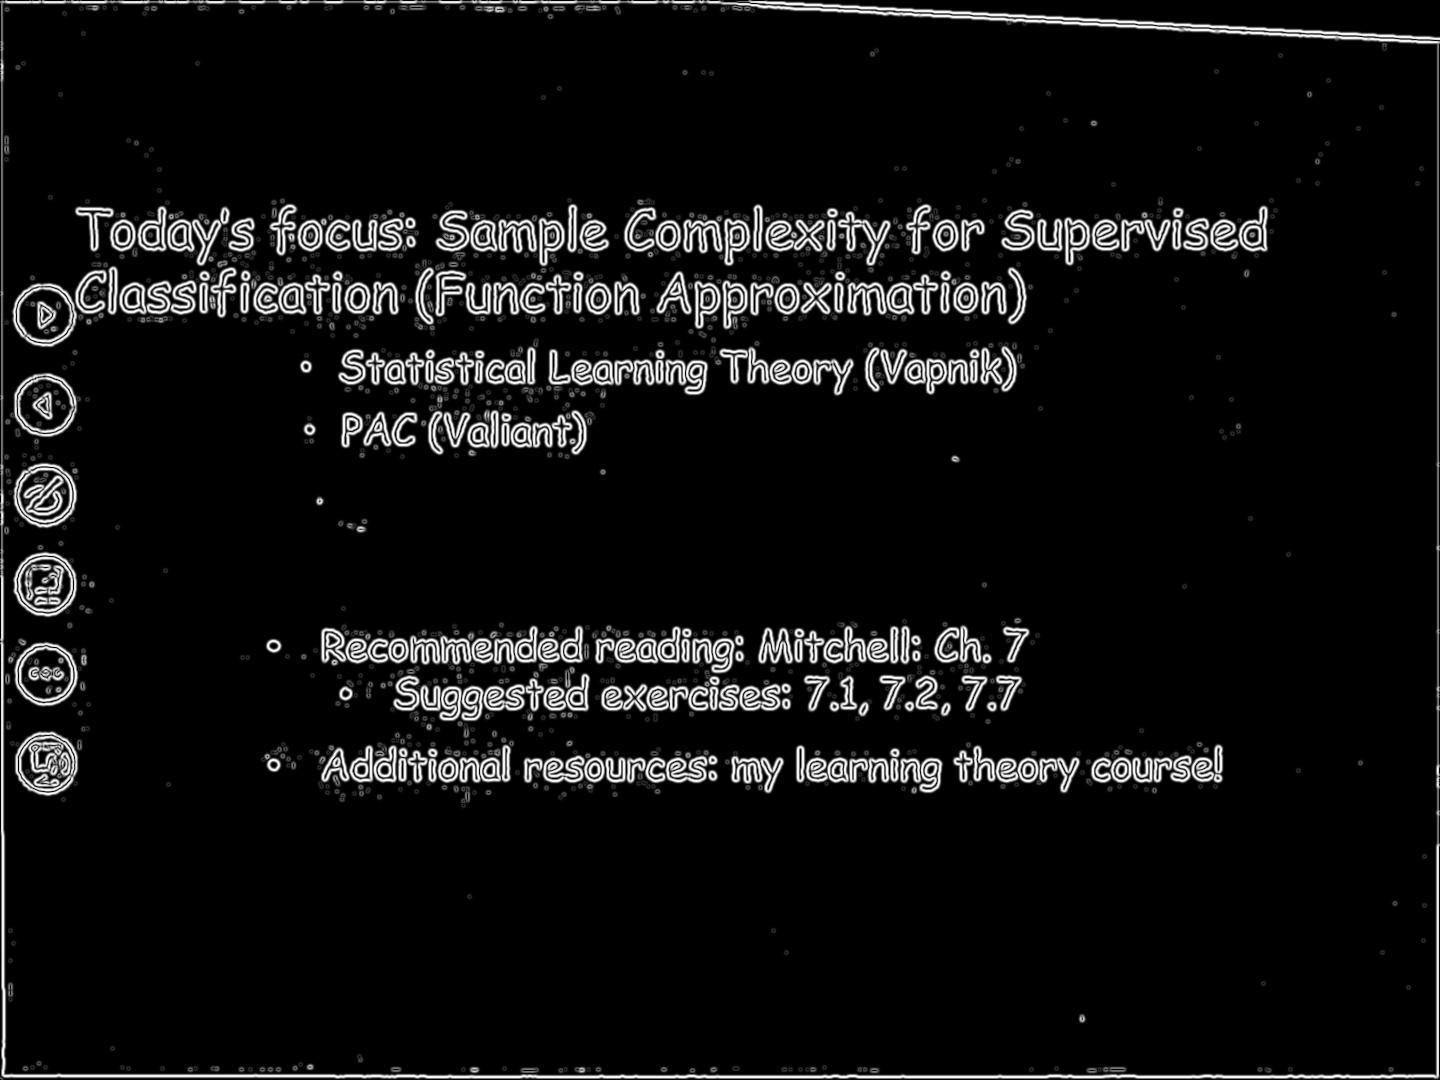 Today's focus: Sample Complexity for Supervised
Classification (Function Approximation)
• Statistical Learning Theory (Vapnik)
• PAC (Valiant)
• Recommended reading: Mitchell: Ch. 7
• Suggested exercises: 7.1, 7.2, 7.7
• Additional resources: my learning theory course!